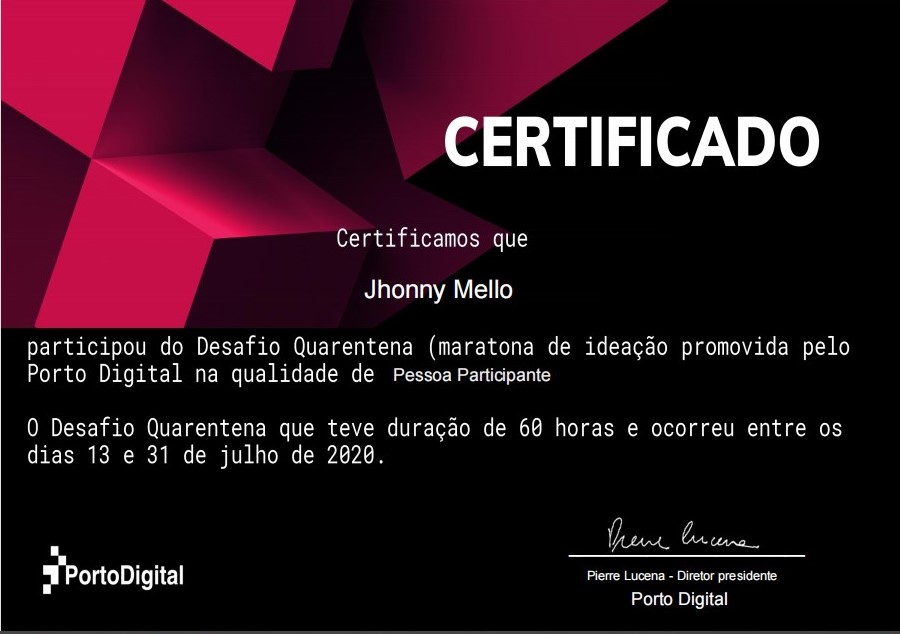 CERTIFICADO
Certificamos que
Jhonny Mello
participou do Desafio Quarentena (maratona de ideação promovida pelo
Porto Digital na qualidade de Pessoa Participante
O Desafio Quarentena que teve duração de 60 horas e ocorreu entre os
dias 13 e 31 de julho de 2020.
Pierre Lucena
PortoDigital
Pierre Lucena - Diretor presidente
Porto Digital